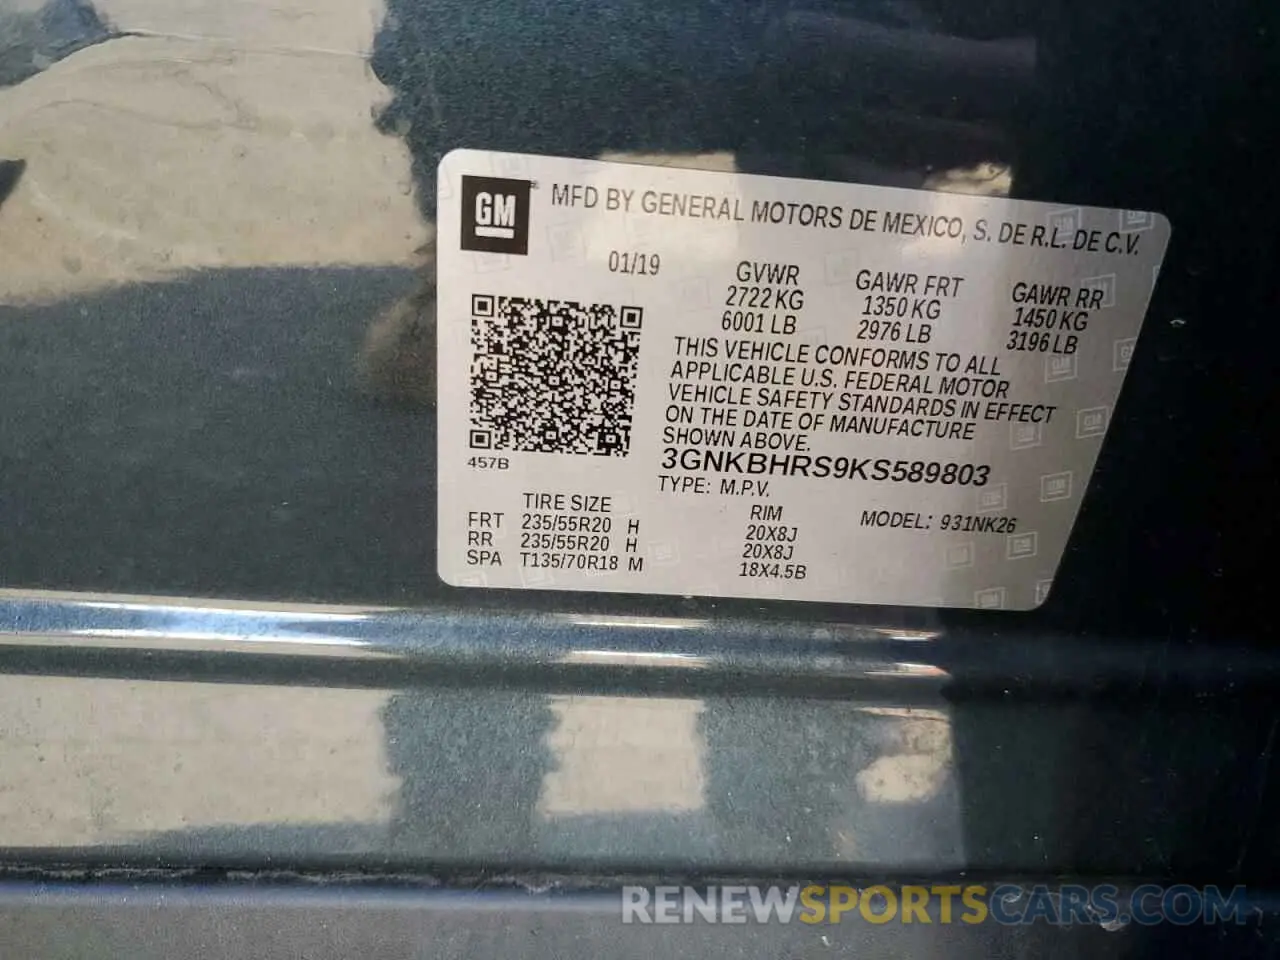 GM
MFD BY GENERAL MOTORS DE MEXICO, S. DE R.L. DE C.V.
01/19
GVWR
2722 KG
6001 LB
GAWR FRT
1350 KG
2976 LB
GAWR RR
1450 KG
3196 LB
THIS VEHICLE CONFORMS TO ALL
APPLICABLE U.S. FEDERAL MOTOR
VEHICLE SAFETY STANDARDS IN EFFECT
ON THE DATE OF MANUFACTURE
SHOWN ABOVE.
457B
3GNKBHRS9KS589803
TYPE: M.P.V.
TIRE SIZE
RIM
MODEL: 931NK26
FRT 235/55R20 H 20X8J
RR 235/55R20 H 20X8J
SPA T135/70R18 M 18X4.5B
RENEWSPORTSCARS.COM